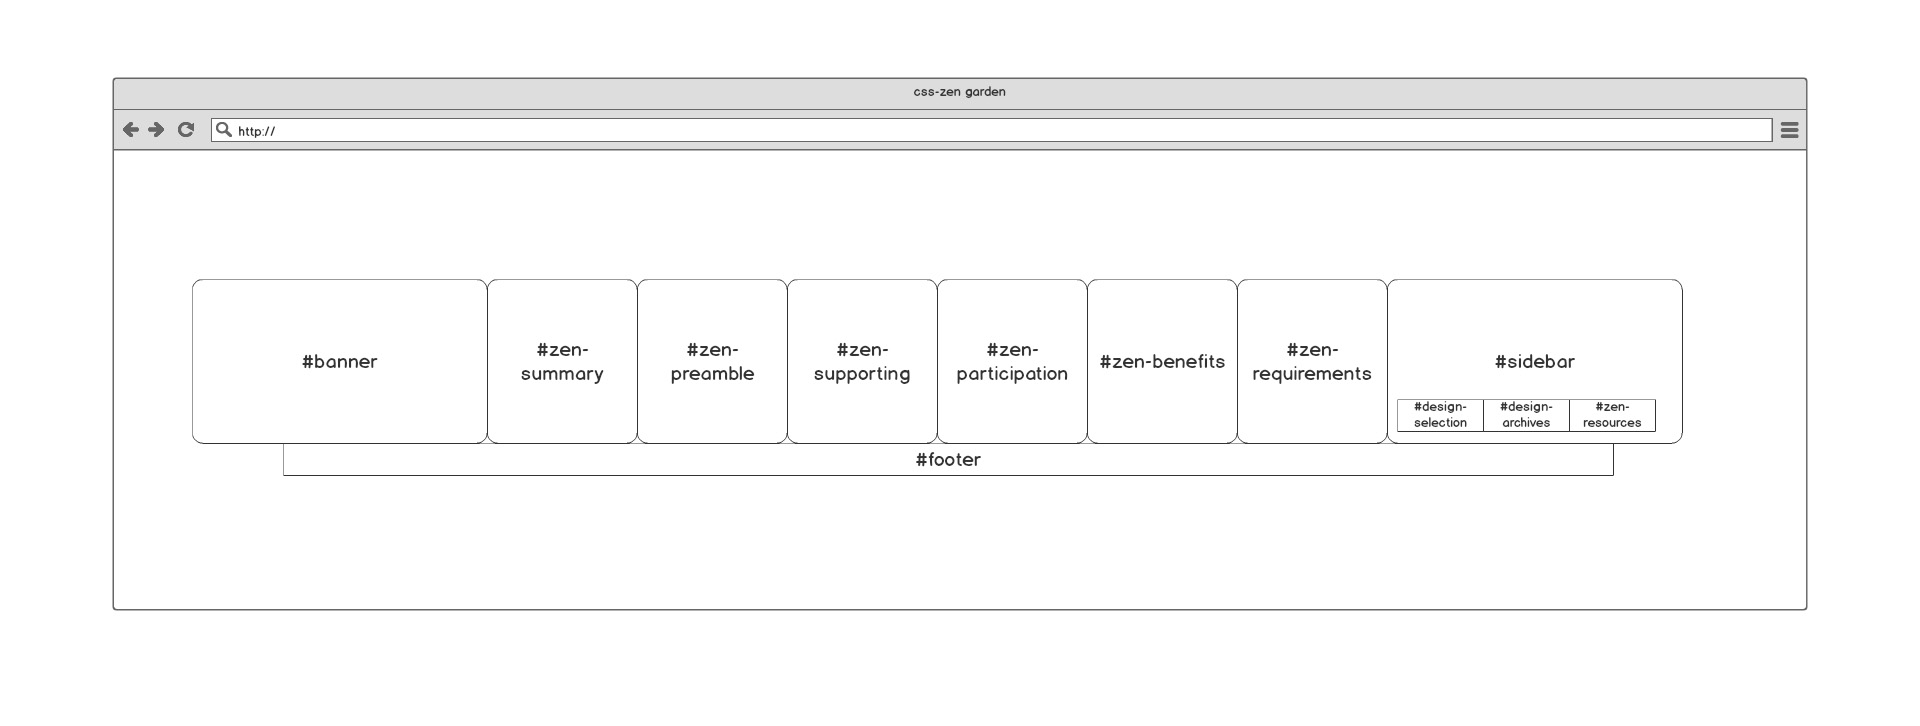 css-zen garden
http://
#banner
#zen-
summary
#zen-
preamble
#zen-
supporting
#zen-
participation
#zen-benefits
#zen-
requirements
#sidebar
#design-
selection
#design-
archives
#zen-
resources
#footer